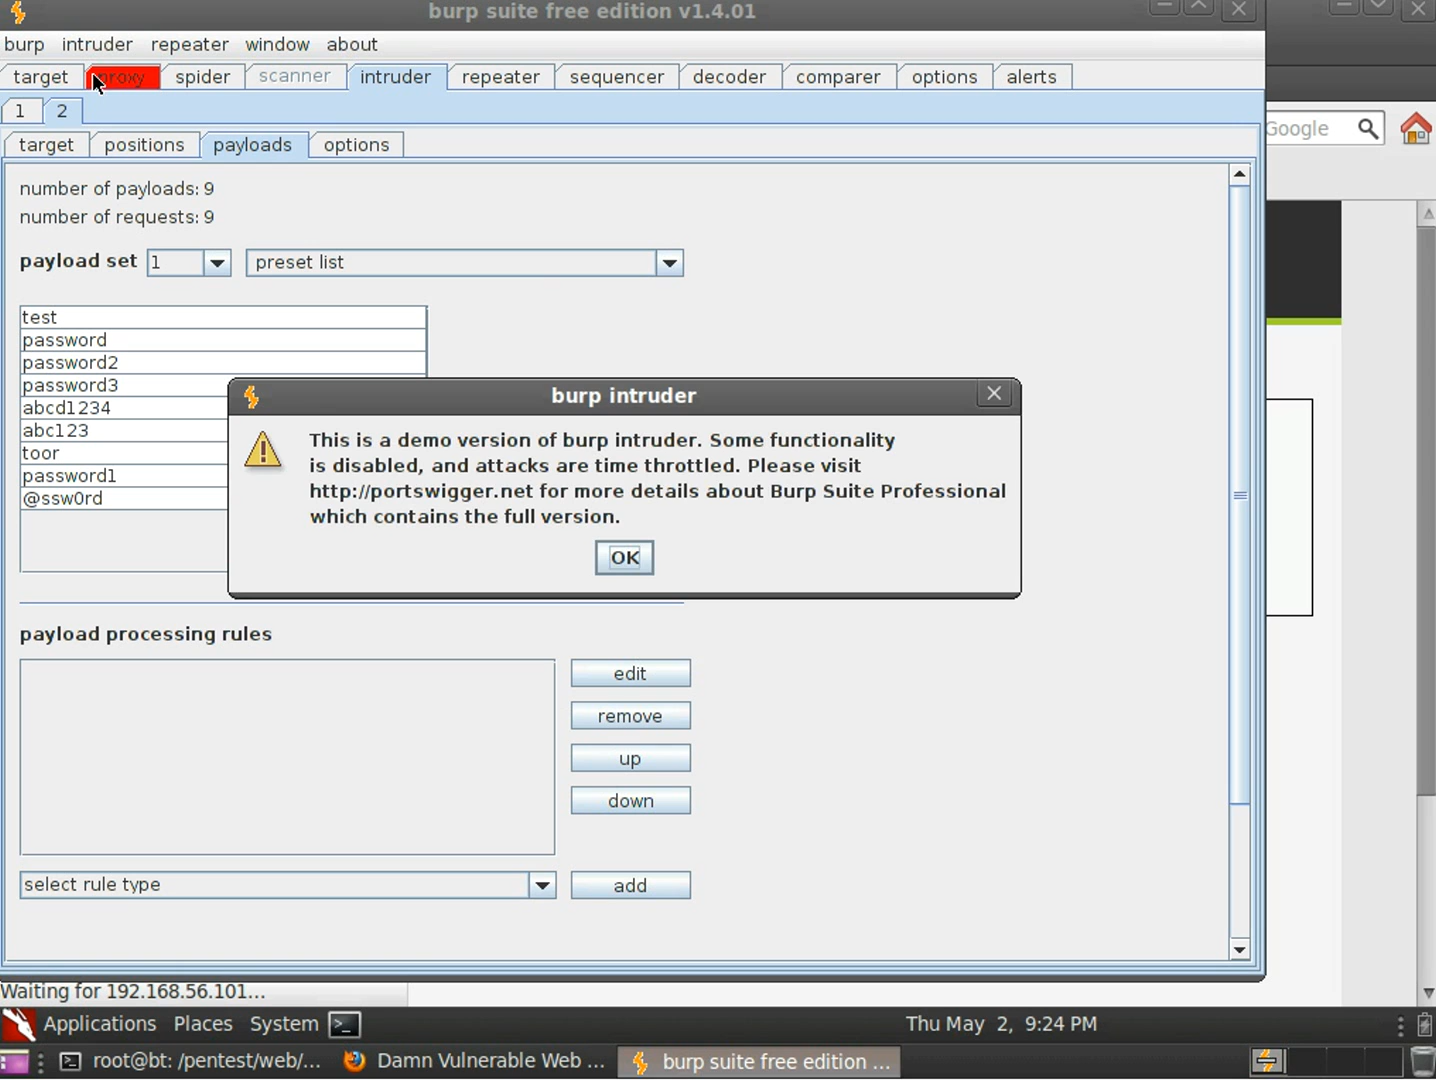 burp suite free edition v1.4.01
burp intruder repeater window about
target proxy spider scanner intruder repeater sequencer decoder comparer options alerts
1 2
target positions payloads options
Google
number of payloads: 9
number of requests: 9
payload set 1 preset list
test
password
password2
password3
abcd1234
abc123
toor
password1
@ssw0rd
burp intruder
This is a demo version of burp intruder. Some functionality
is disabled, and attacks are time throttled. Please visit
http://portswigger.net for more details about Burp Suite Professional
which contains the full version.
OK
payload processing rules
edit
remove
up
down
select rule type add
Waiting for 192.168.56.101...
Applications Places System Thu May 2, 9:24 PM
root@bt: /pentest/web/... Damn Vulnerable Web ... burp suite free edition ...